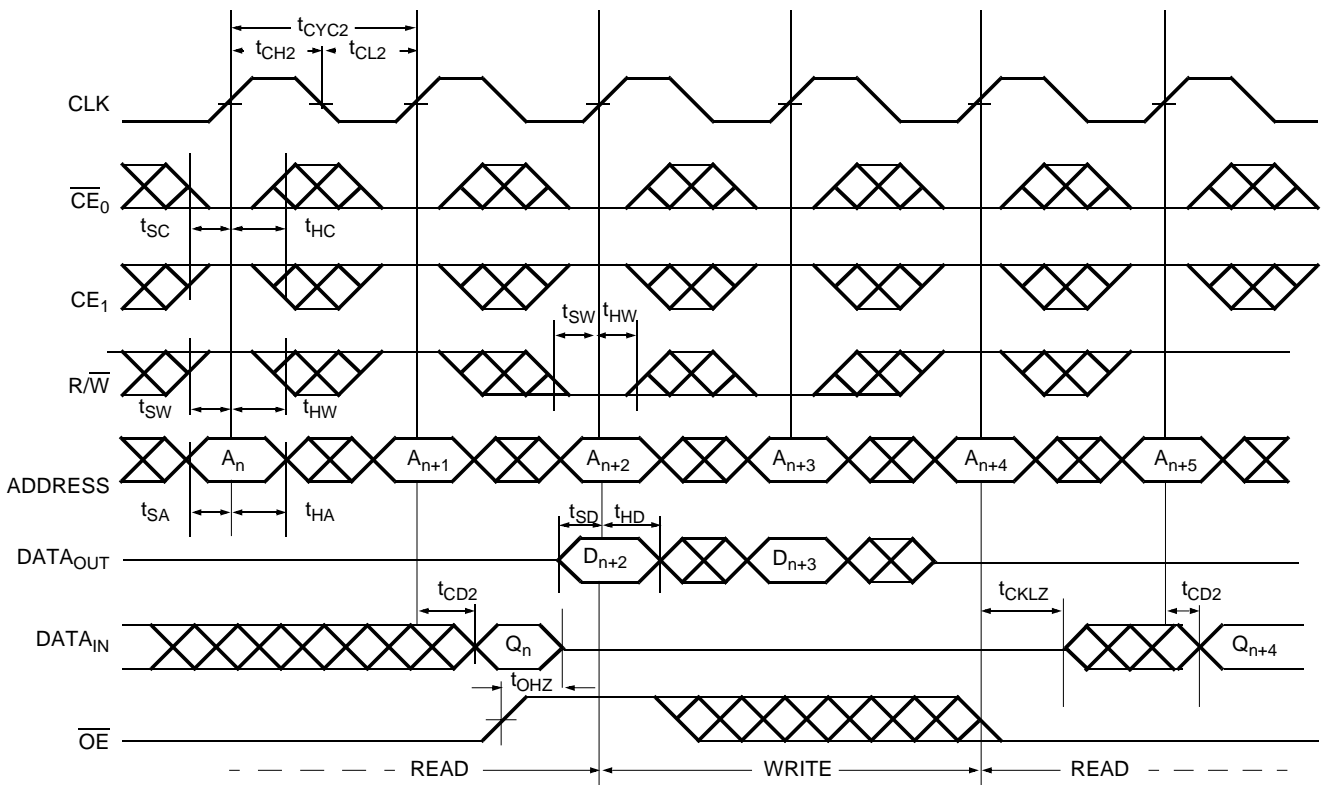 tCYC2
tCH2 tCL2
CLK
CE0
tSC tHC
CE1
tSW tHW
R/W
tSW tHW
An An+1 An+2 An+3 An+4 An+5
ADDRESS
tSA tHA tSD tHD
DATAOUT Dn+2 Dn+3
tCD2 tCKLZ tCD2
DATAIN Qn Qn+4
tOHZ
OE
READ WRITE READ